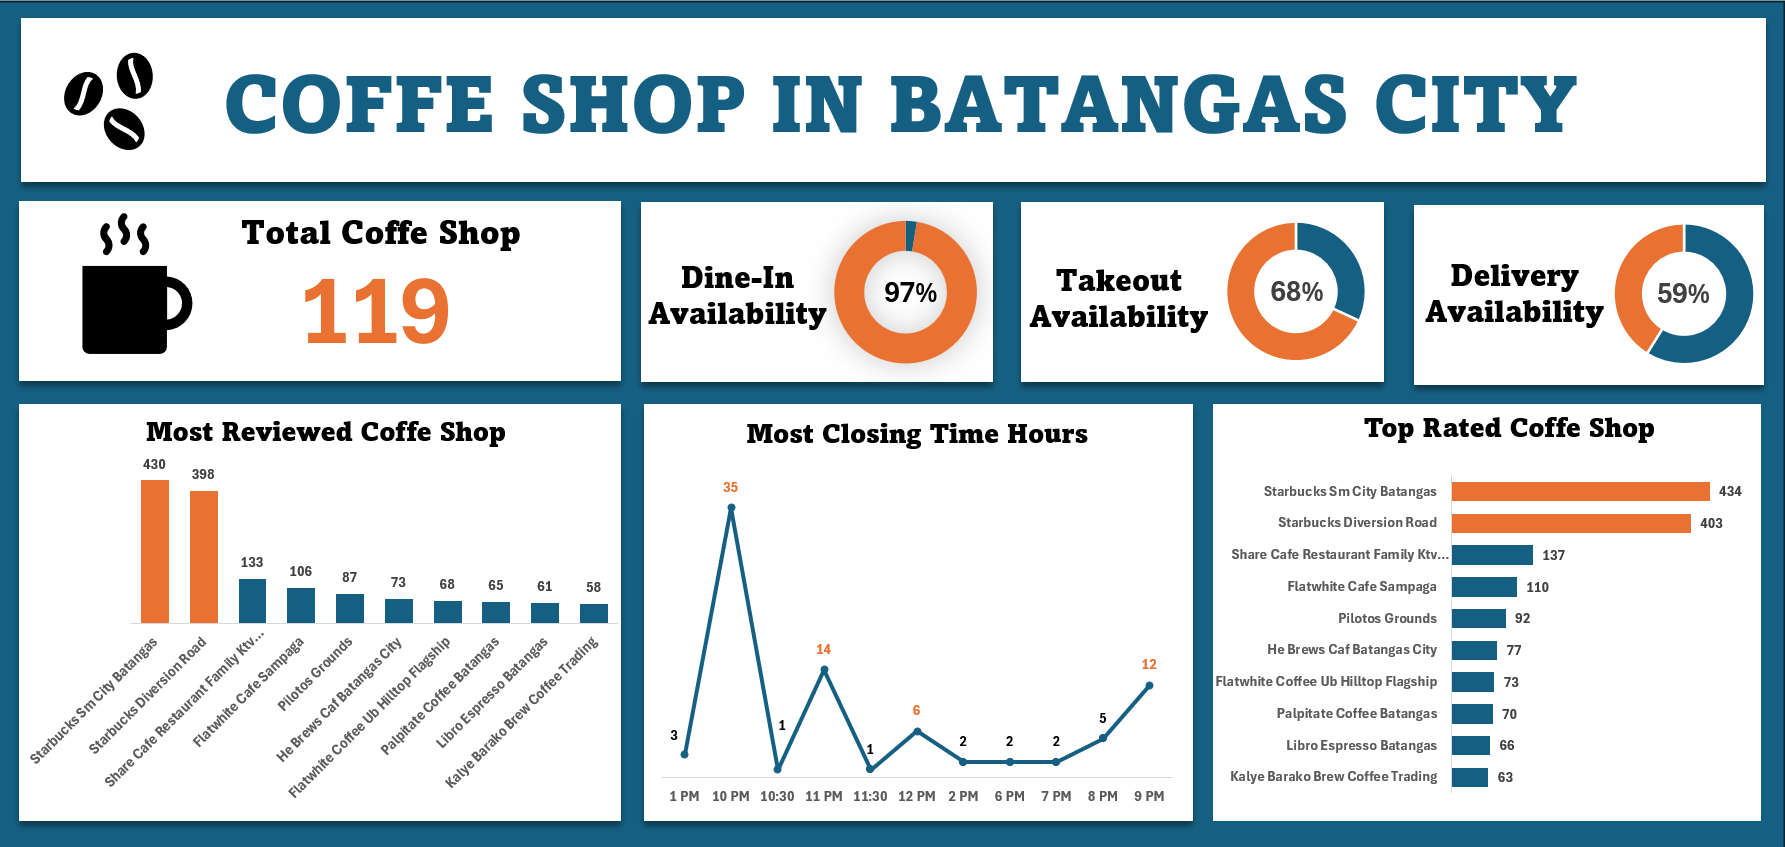 COFFE SHOP IN BATANGAS CITY
Total Coffe Shop
119
Dine-In
Availability
97%
Takeout
Availability
68%
Delivery
Availability
59%
Most Reviewed Coffe Shop
430
398
133
106
87
73
68
65
61
58
Starbucks Sm City Batangas
Starbucks Diversion Road
Share Cafe Restaurant Family Ktv...
Flatwhite Cafe Sampaga
Pilotos Grounds
He Brews Caf Batangas City
Flatwhite Coffee Ub Hilltop Flagship
Palpitate Coffee Batangas
Libro Espresso Batangas
Kalye Barako Brew Coffee Trading
Most Closing Time Hours
3
35
1
14
1
6
2
2
2
5
12
1 PM 10 PM 10:30 11 PM 11:30 12 PM 2 PM 6 PM 7 PM 8 PM 9 PM
Top Rated Coffe Shop
Starbucks Sm City Batangas 434
Starbucks Diversion Road 403
Share Cafe Restaurant Family Ktv... 137
Flatwhite Cafe Sampaga 110
Pilotos Grounds 92
He Brews Caf Batangas City 77
Flatwhite Coffee Ub Hilltop Flagship 73
Palpitate Coffee Batangas 70
Libro Espresso Batangas 66
Kalye Barako Brew Coffee Trading 63